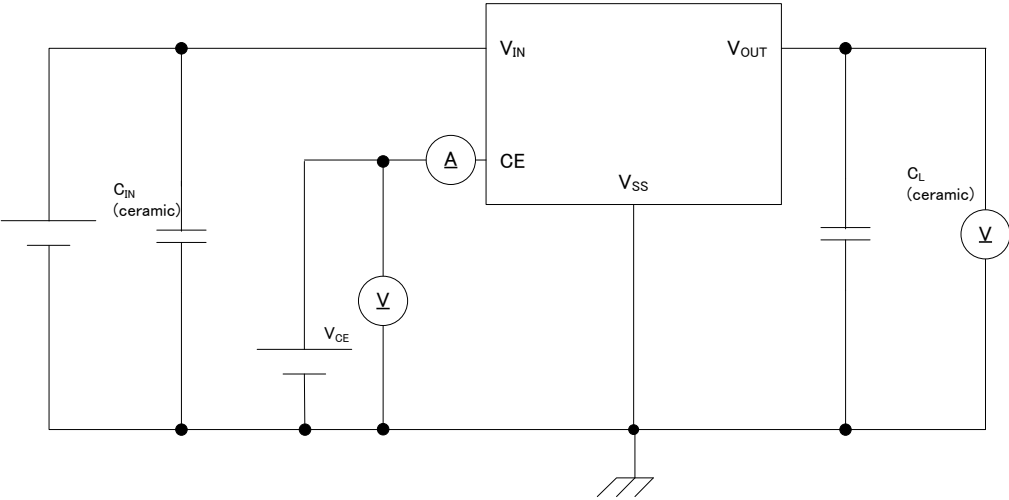 VIN
VOUT
A
CE
VSS
CIN
(ceramic)
CL
(ceramic)
V
V
VCE